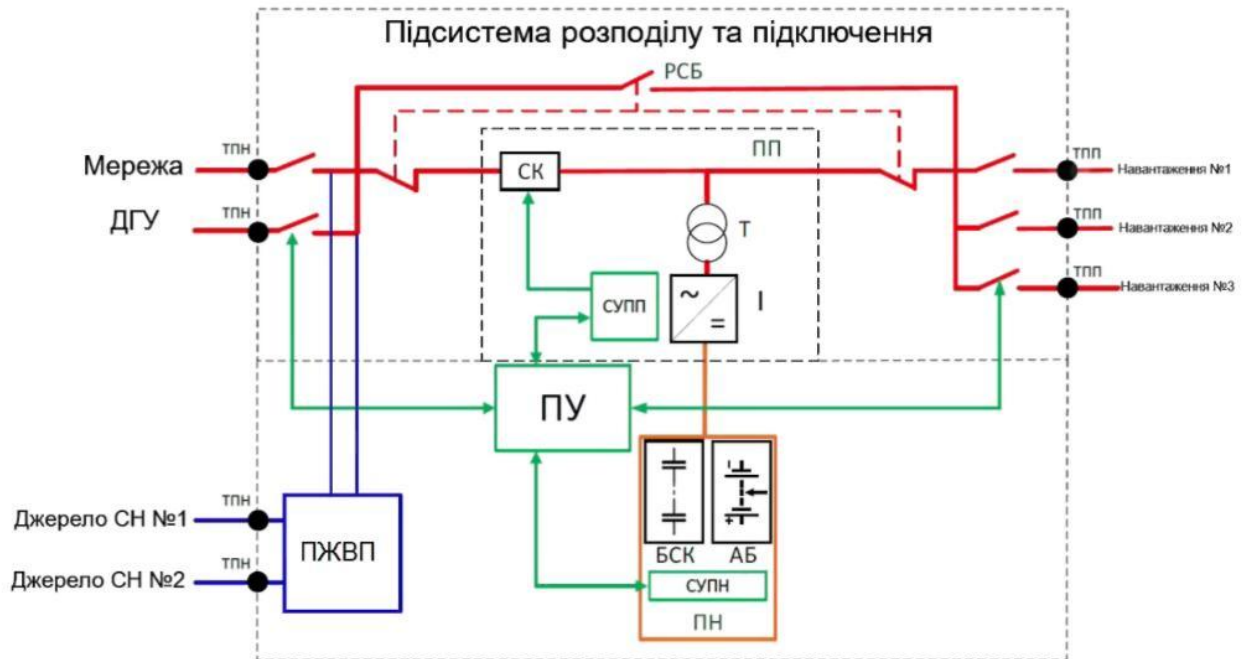 Підсистема розподілу та підключення
РСБ
ПП
Мережа
ТПН
СК
ТПП
Навантаження №1
ДГУ
ТПН
Т
ТПП
Навантаження №2
СУПП
~
=
І
ТПП
Навантаження №3
ПУ
Джерело СН №1
ТПН
ПЖВП
Джерело СН №2
ТПН
БСК
АБ
СУПН
ПН